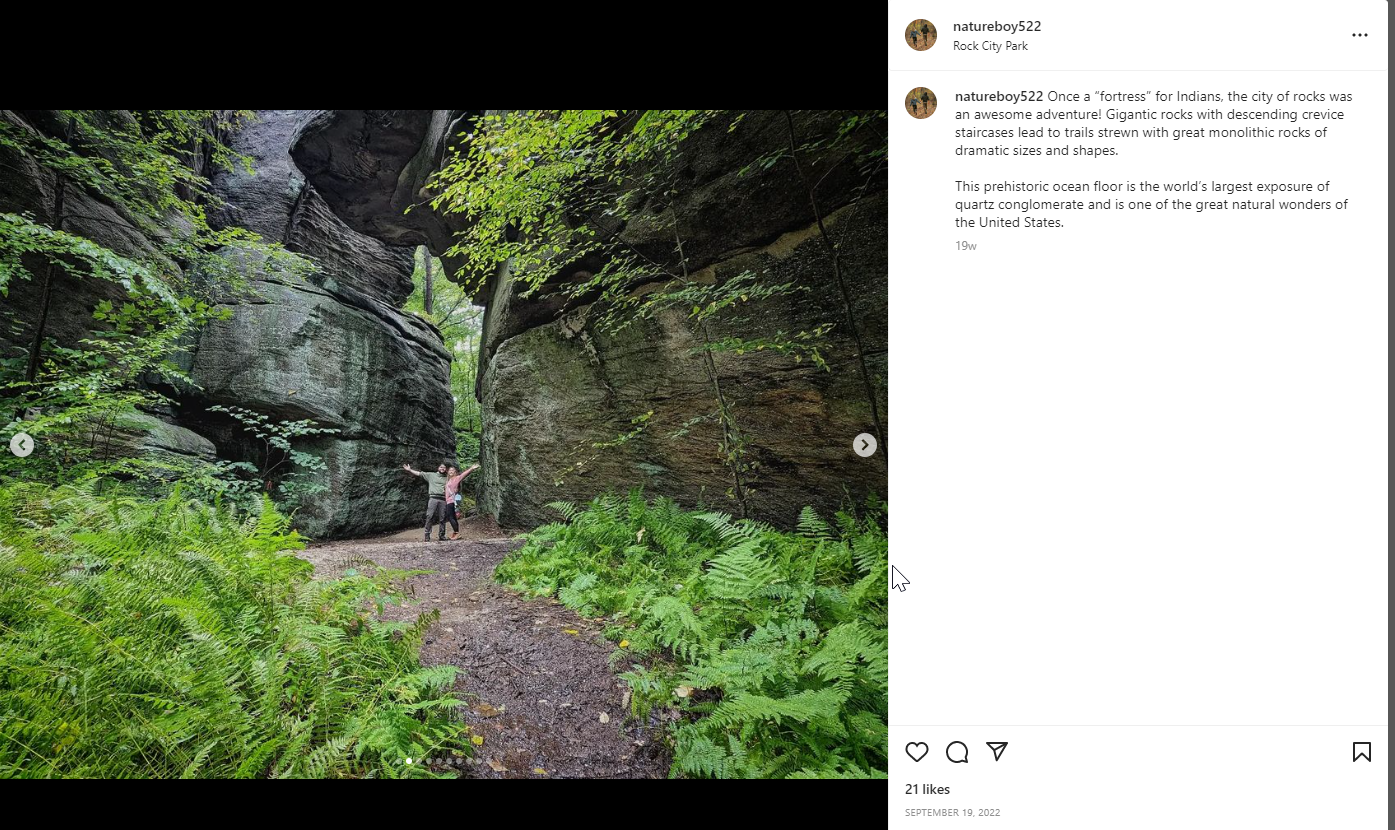 natureboy522
Rock City Park
natureboy522 Once a “fortress” for Indians, the city of rocks was
an awesome adventure! Gigantic rocks with descending crevice
staircases lead to trails strewn with great monolithic rocks of
dramatic sizes and shapes.
This prehistoric ocean floor is the world’s largest exposure of
quartz conglomerate and is one of the great natural wonders of
the United States.
19w
21 likes
SEPTEMBER 19, 2022